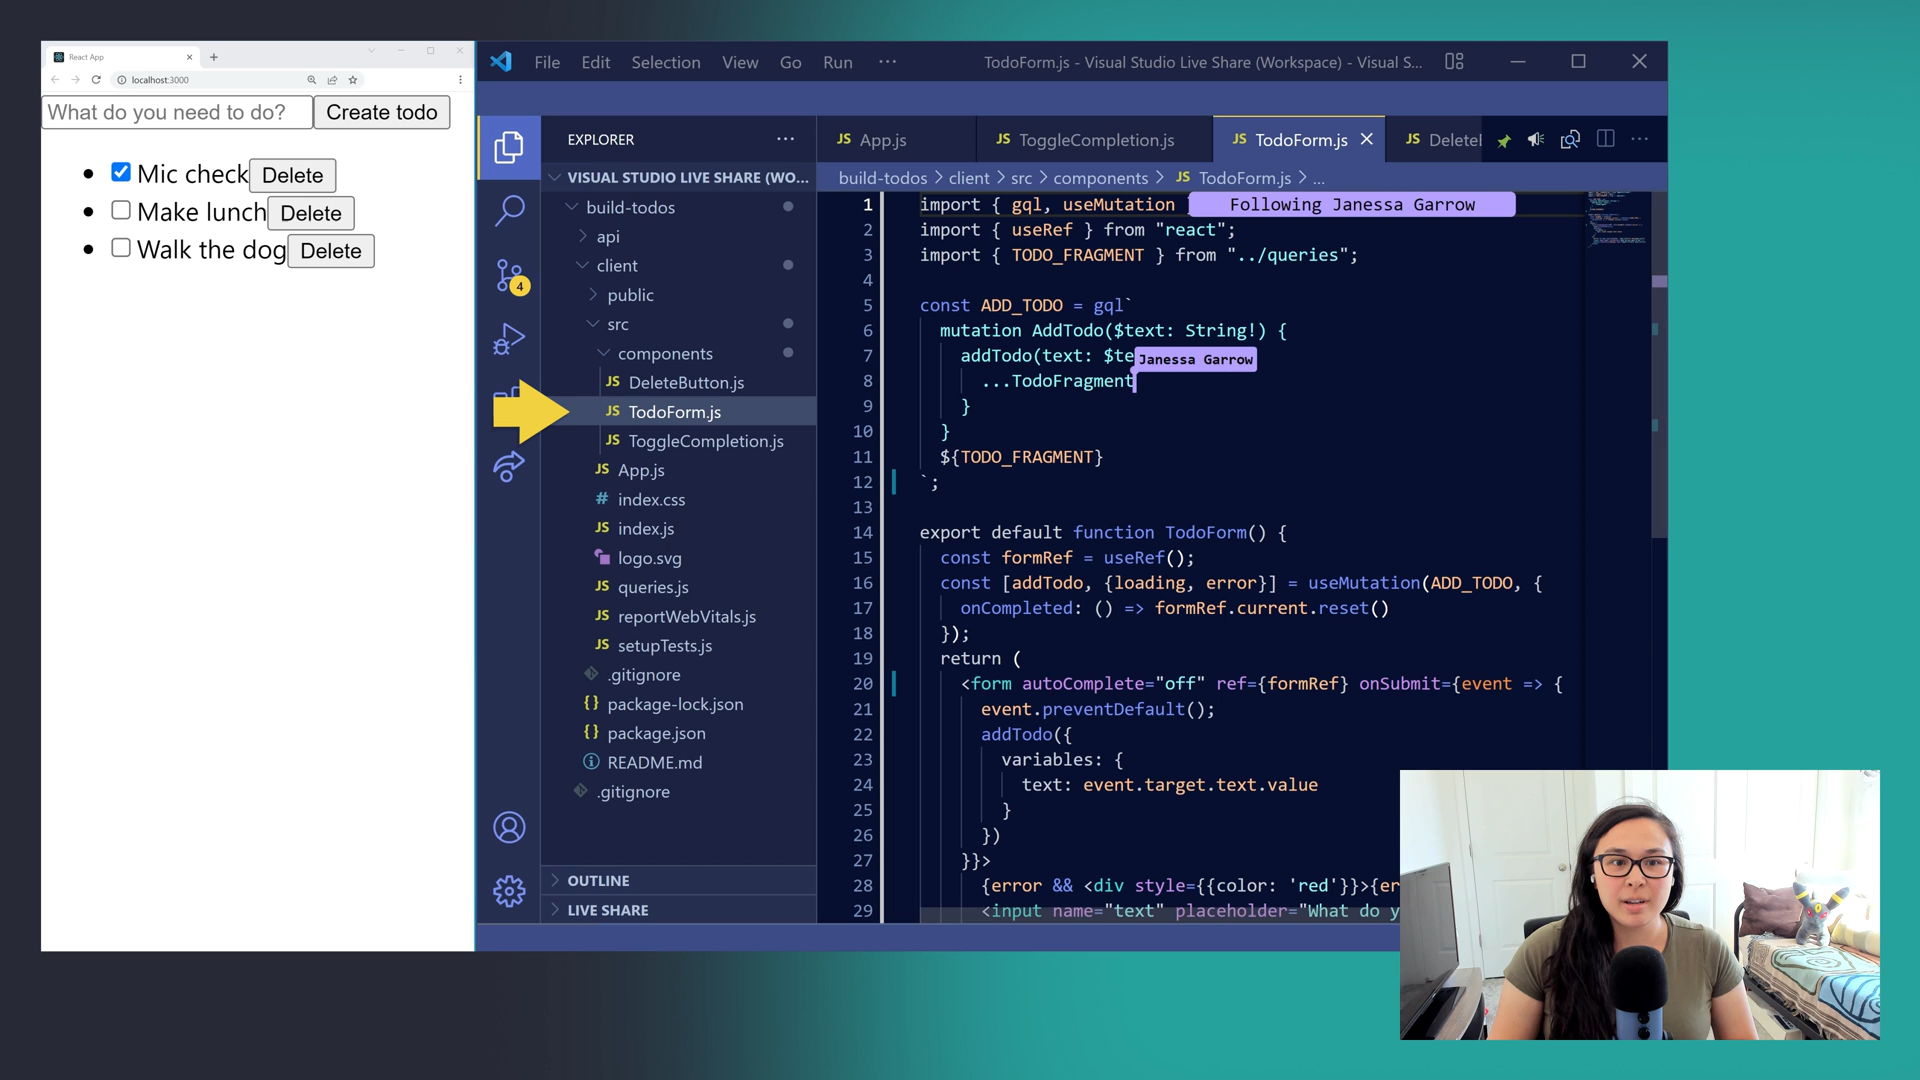 React App
localhost:3000
What do you need to do?
Create todo
Mic check
Delete
Make lunch
Delete
Walk the dog
Delete
File Edit Selection View Go Run ···
TodoForm.js - Visual Studio Live Share (Workspace) - Visual S...
EXPLORER
VISUAL STUDIO LIVE SHARE (WO...
build-todos
api
client
public
src
components
JS DeleteButton.js
JS TodoForm.js
JS ToggleCompletion.js
JS App.js
# index.css
JS index.js
logo.svg
JS queries.js
JS reportWebVitals.js
JS setupTests.js
.gitignore
{} package-lock.json
{} package.json
README.md
.gitignore
OUTLINE
LIVE SHARE
4
JS App.js
JS ToggleCompletion.js
JS TodoForm.js
JS Deletel
build-todos > client > src > components > JS TodoForm.js > ...
Following Janessa Garrow
Janessa Garrow
1 import { gql, useMutation
2 import { useRef } from "react";
3 import { TODO_FRAGMENT } from "../queries";
4
5 const ADD_TODO = gql`
6 mutation AddTodo($text: String!) {
7 addTodo(text: $te
8 ...TodoFragment
9 }
10 }
11 ${TODO_FRAGMENT}
12 `;
13
14 export default function TodoForm() {
15 const formRef = useRef();
16 const [addTodo, {loading, error}] = useMutation(ADD_TODO, {
17 onCompleted: () => formRef.current.reset()
18 });
19 return (
20 <form autoComplete="off" ref={formRef} onSubmit={event => {
21 event.preventDefault();
22 addTodo({
23 variables: {
24 text: event.target.text.value
25 }
26 })
27 }}>
28 {error && <div style={{color: 'red'}}>{er
29 <input name="text" placeholder="What do y